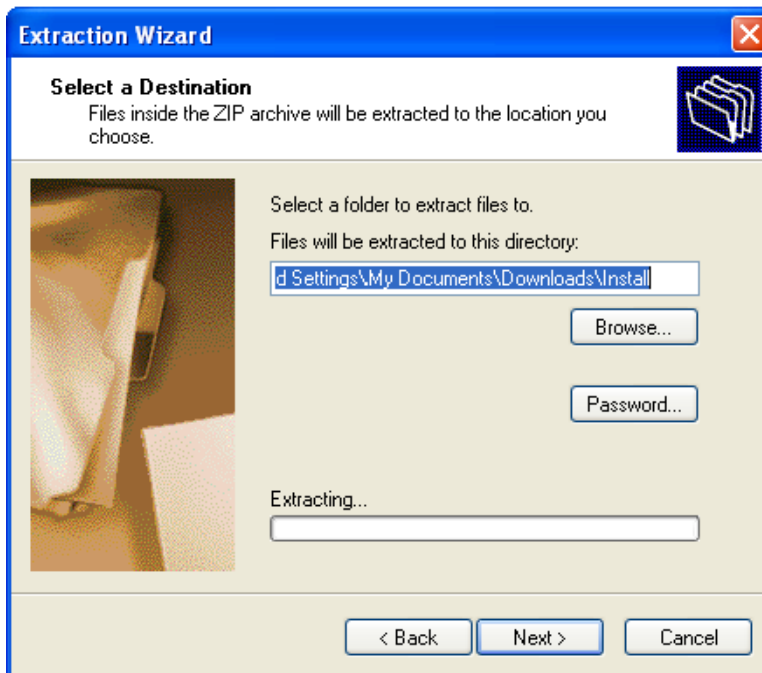 Extraction Wizard
Select a Destination
Files inside the ZIP archive will be extracted to the location you
choose.
Select a folder to extract files to.
Files will be extracted to this directory:
d Settings\My Documents\Downloads\Install
Browse...
Password...
Extracting...
< Back
Next >
Cancel